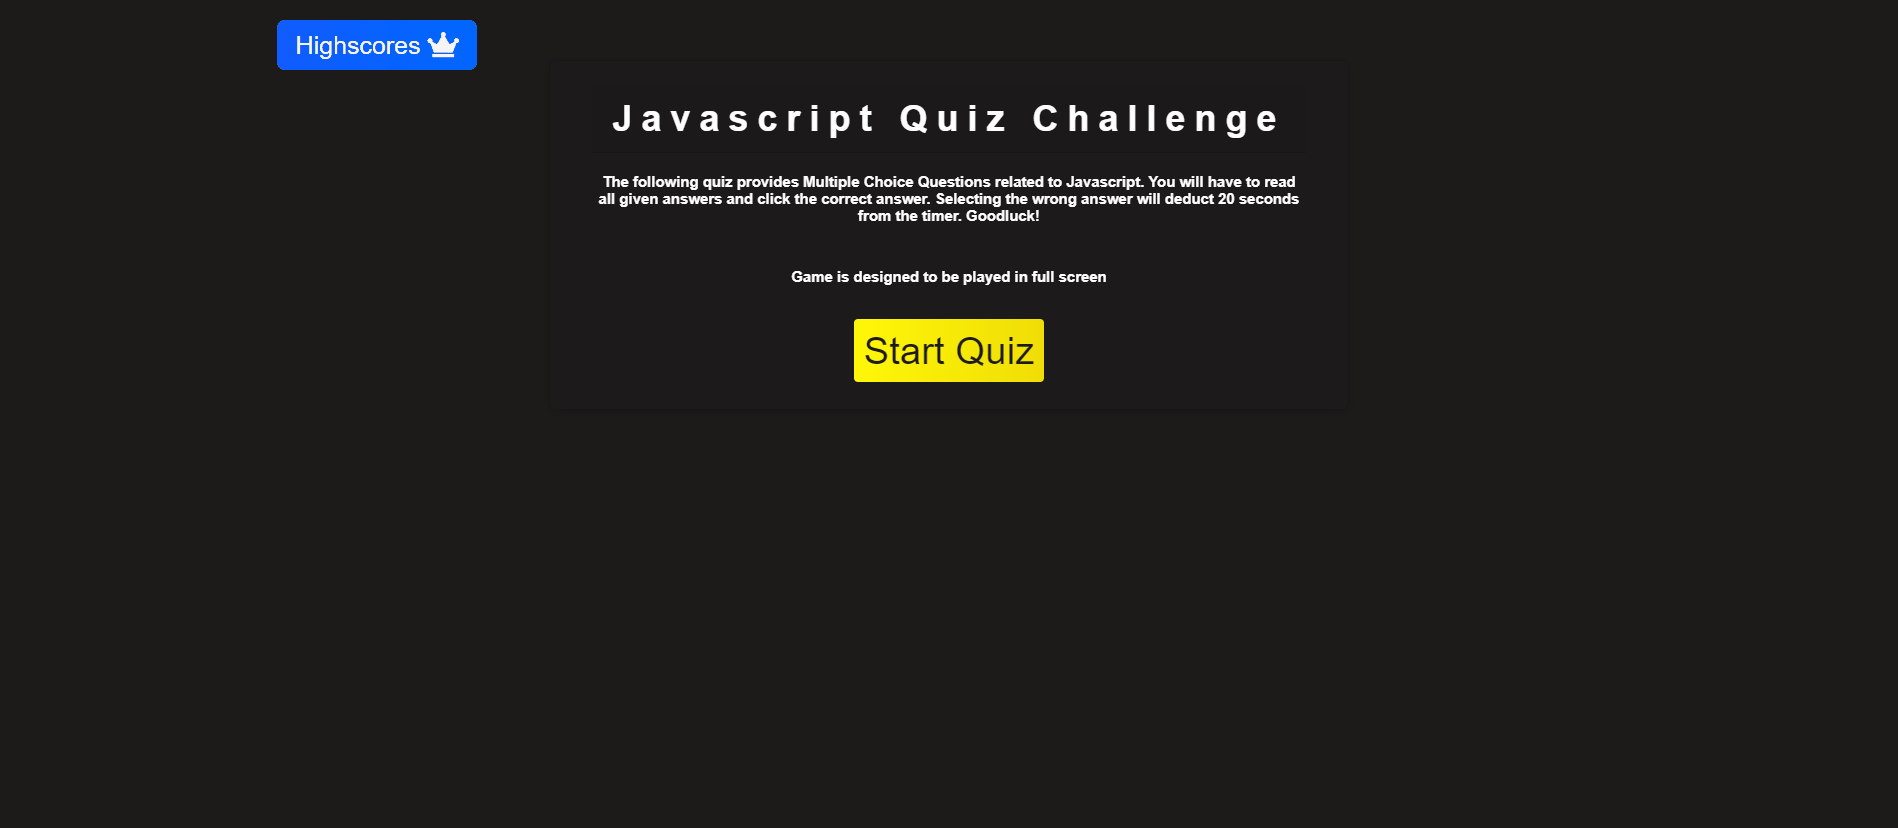 Highscores
Javascript Quiz Challenge
The following quiz provides Multiple Choice Questions related to Javascript. You will have to read
all given answers and click the correct answer. Selecting the wrong answer will deduct 20 seconds
from the timer. Goodluck!
Game is designed to be played in full screen
Start Quiz